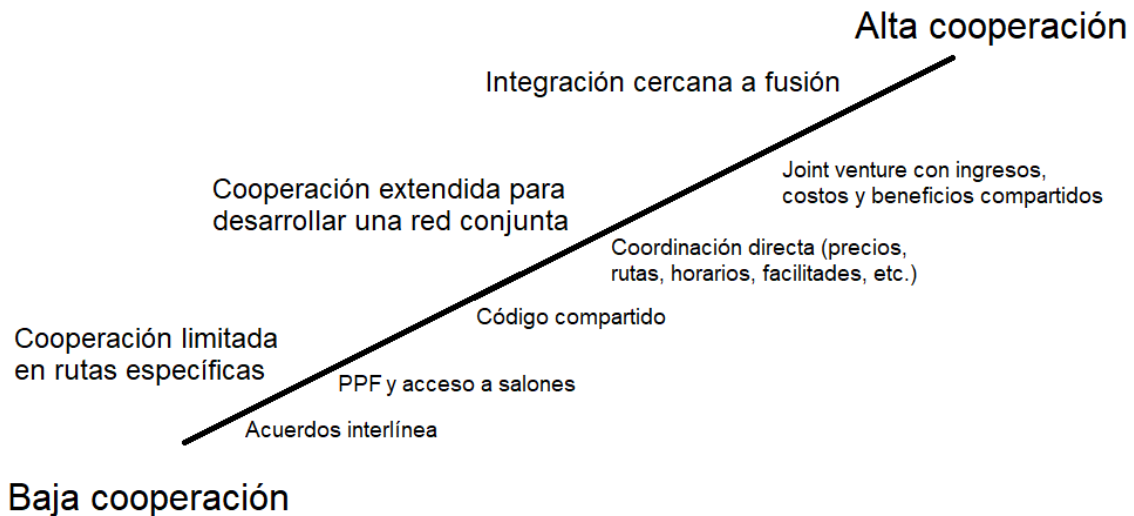 Alta cooperación
Integración cercana a fusión
Joint venture con ingresos,
costos y beneficios compartidos
Cooperación extendida para
desarrollar una red conjunta
Coordinación directa (precios,
rutas, horarios, facilitades, etc.)
Código compartido
Cooperación limitada
en rutas específicas
PPF y acceso a salones
Acuerdos interlínea
Baja cooperación